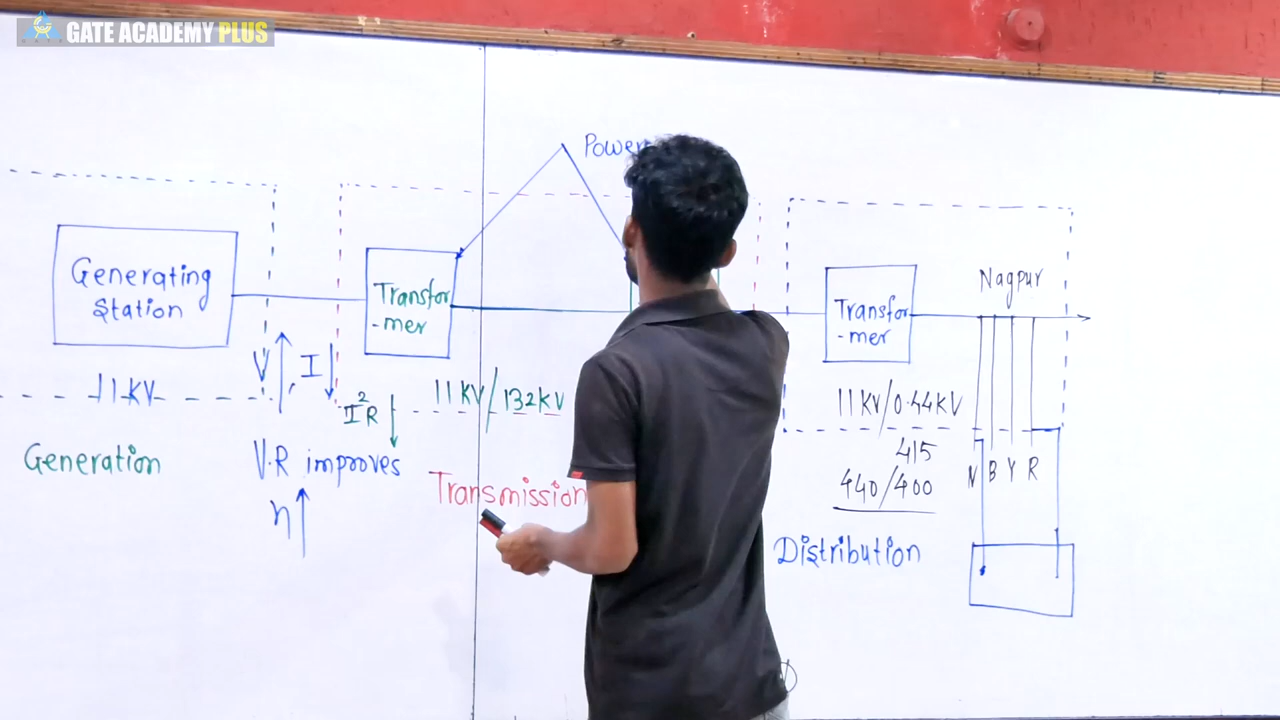 GATE ACADEMY PLUS
Power
Generating
Station
Transfor
-mer
Transfor
-mer
Nagpur
11 KV
V , I
I²R
11 KV/132 KV
11 KV/0.44 KV
415
440/400
N B Y R
Generation
V.R improves
η
Transmission
Distribution